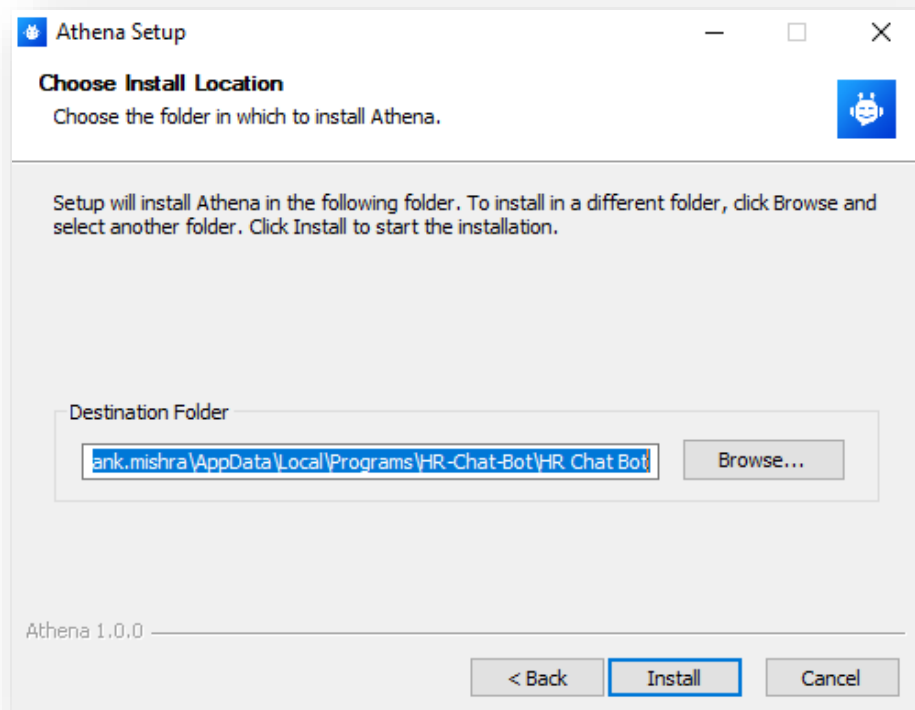 Athena Setup
Choose Install Location
Choose the folder in which to install Athena.
Setup will install Athena in the following folder. To install in a different folder, click Browse and
select another folder. Click Install to start the installation.
Destination Folder
ank.mishra\AppData\Local\Programs\HR-Chat-Bot\HR Chat Bot
Browse...
Athena 1.0.0
< Back
Install
Cancel